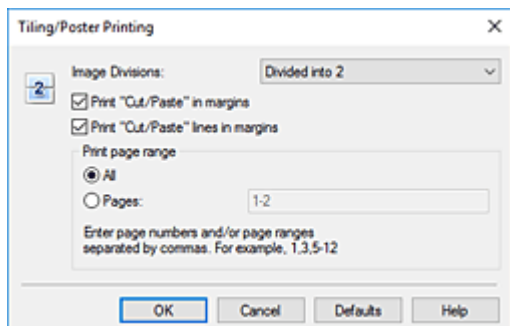 Tiling/Poster Printing
2
Image Divisions: Divided into 2
Print "Cut/Paste" in margins
Print "Cut/Paste" lines in margins
Print page range
All
Pages: 1-2
Enter page numbers and/or page ranges
separated by commas. For example, 1,3,5-12
OK Cancel Defaults Help